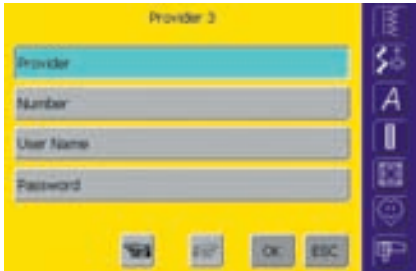 Provider 3
Provider
Number
User Name
Password
OK ESC
A